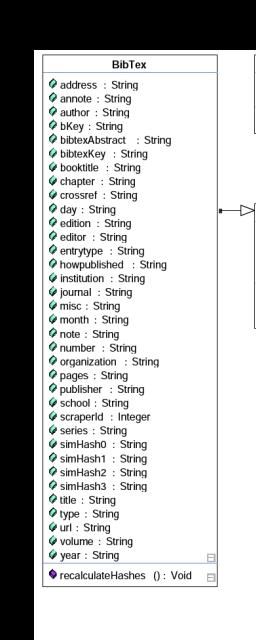 BibTex
address : String
annote : String
author : String
bKey : String
bibtexAbstract : String
bibtexKey : String
booktitle : String
chapter : String
crossref : String
day : String
edition : String
editor : String
entrytype : String
howpublished : String
institution : String
journal : String
misc : String
month : String
note : String
number : String
organization : String
pages : String
publisher : String
school : String
scraperId : Integer
series : String
simHash0 : String
simHash1 : String
simHash2 : String
simHash3 : String
title : String
type : String
url : String
volume : String
year : String
recalculateHashes () : Void